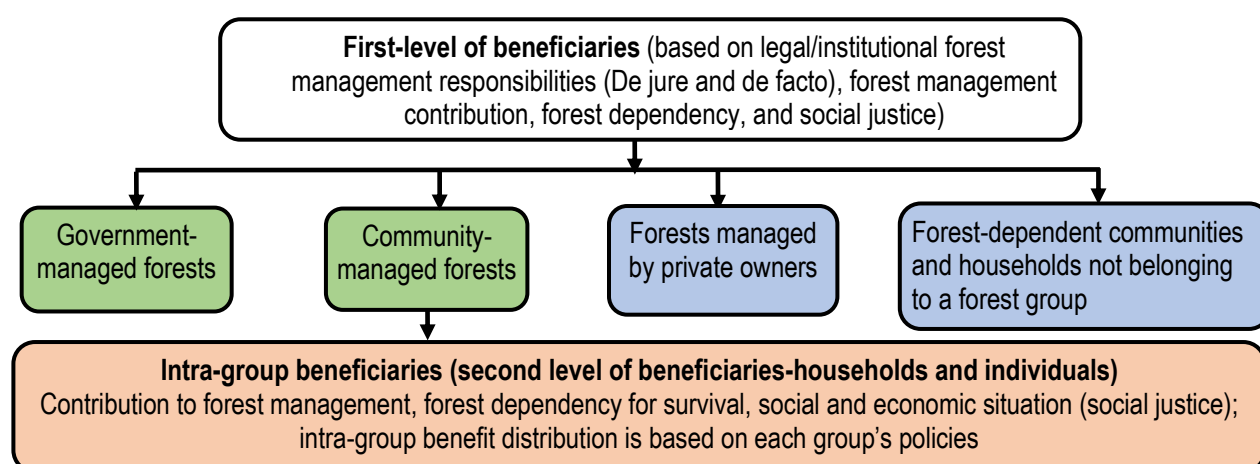 First-level of beneficiaries (based on legal/institutional forest
management responsibilities (De jure and de facto), forest management
contribution, forest dependency, and social justice)
Government-
managed forests
Community-
managed forests
Forests managed
by private owners
Forest-dependent communities
and households not belonging
to a forest group
Intra-group beneficiaries (second level of beneficiaries-households and individuals)
Contribution to forest management, forest dependency for survival, social and economic situation (social justice);
intra-group benefit distribution is based on each group's policies